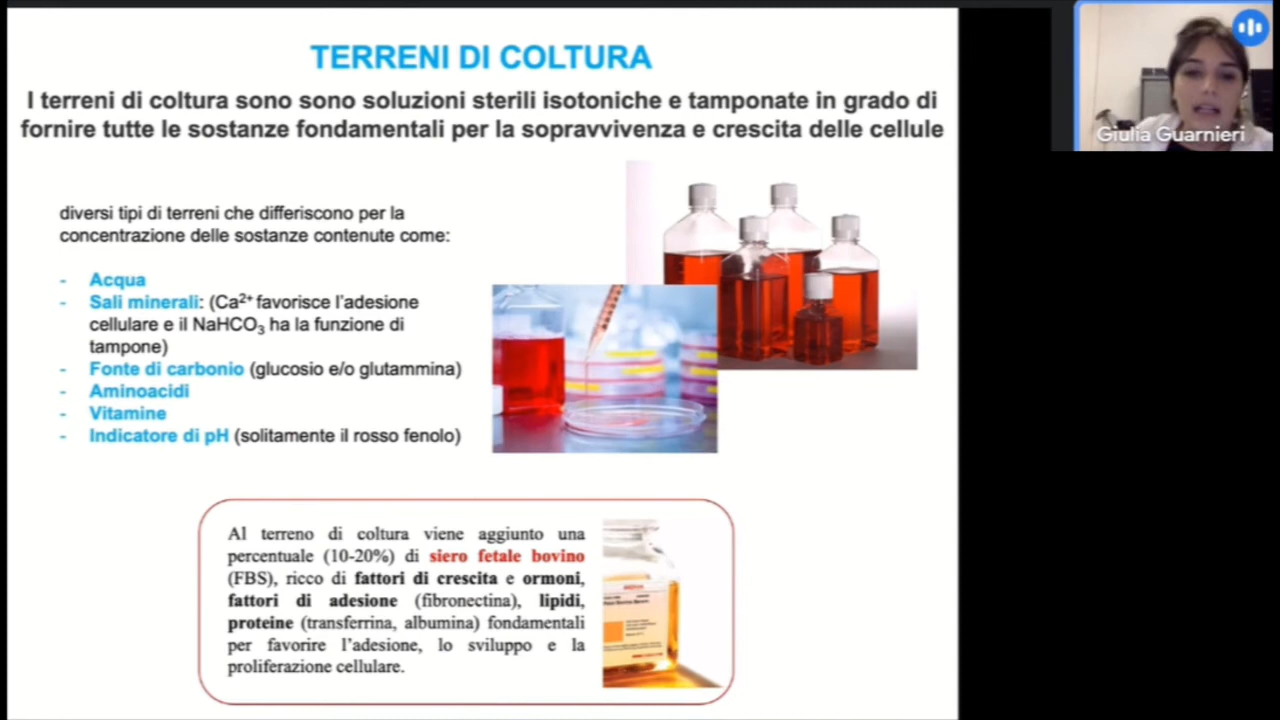 TERRENI DI COLTURA
I terreni di coltura sono sono soluzioni sterili isotoniche e tamponate in grado di
fornire tutte le sostanze fondamentali per la sopravvivenza e crescita delle cellule
Giulia Guarnieri
diversi tipi di terreni che differiscono per la
concentrazione delle sostanze contenute come:
- Acqua
- Sali minerali: (Ca²⁺ favorisce l'adesione
cellulare e il NaHCO₃ ha la funzione di
tampone)
- Fonte di carbonio (glucosio e/o glutammina)
- Aminoacidi
- Vitamine
- Indicatore di pH (solitamente il rosso fenolo)
Al terreno di coltura viene aggiunto una
percentuale (10-20%) di siero fetale bovino
(FBS), ricco di fattori di crescita e ormoni,
fattori di adesione (fibronectina), lipidi,
proteine (transferrina, albumina) fondamentali
per favorire l'adesione, lo sviluppo e la
proliferazione cellulare.